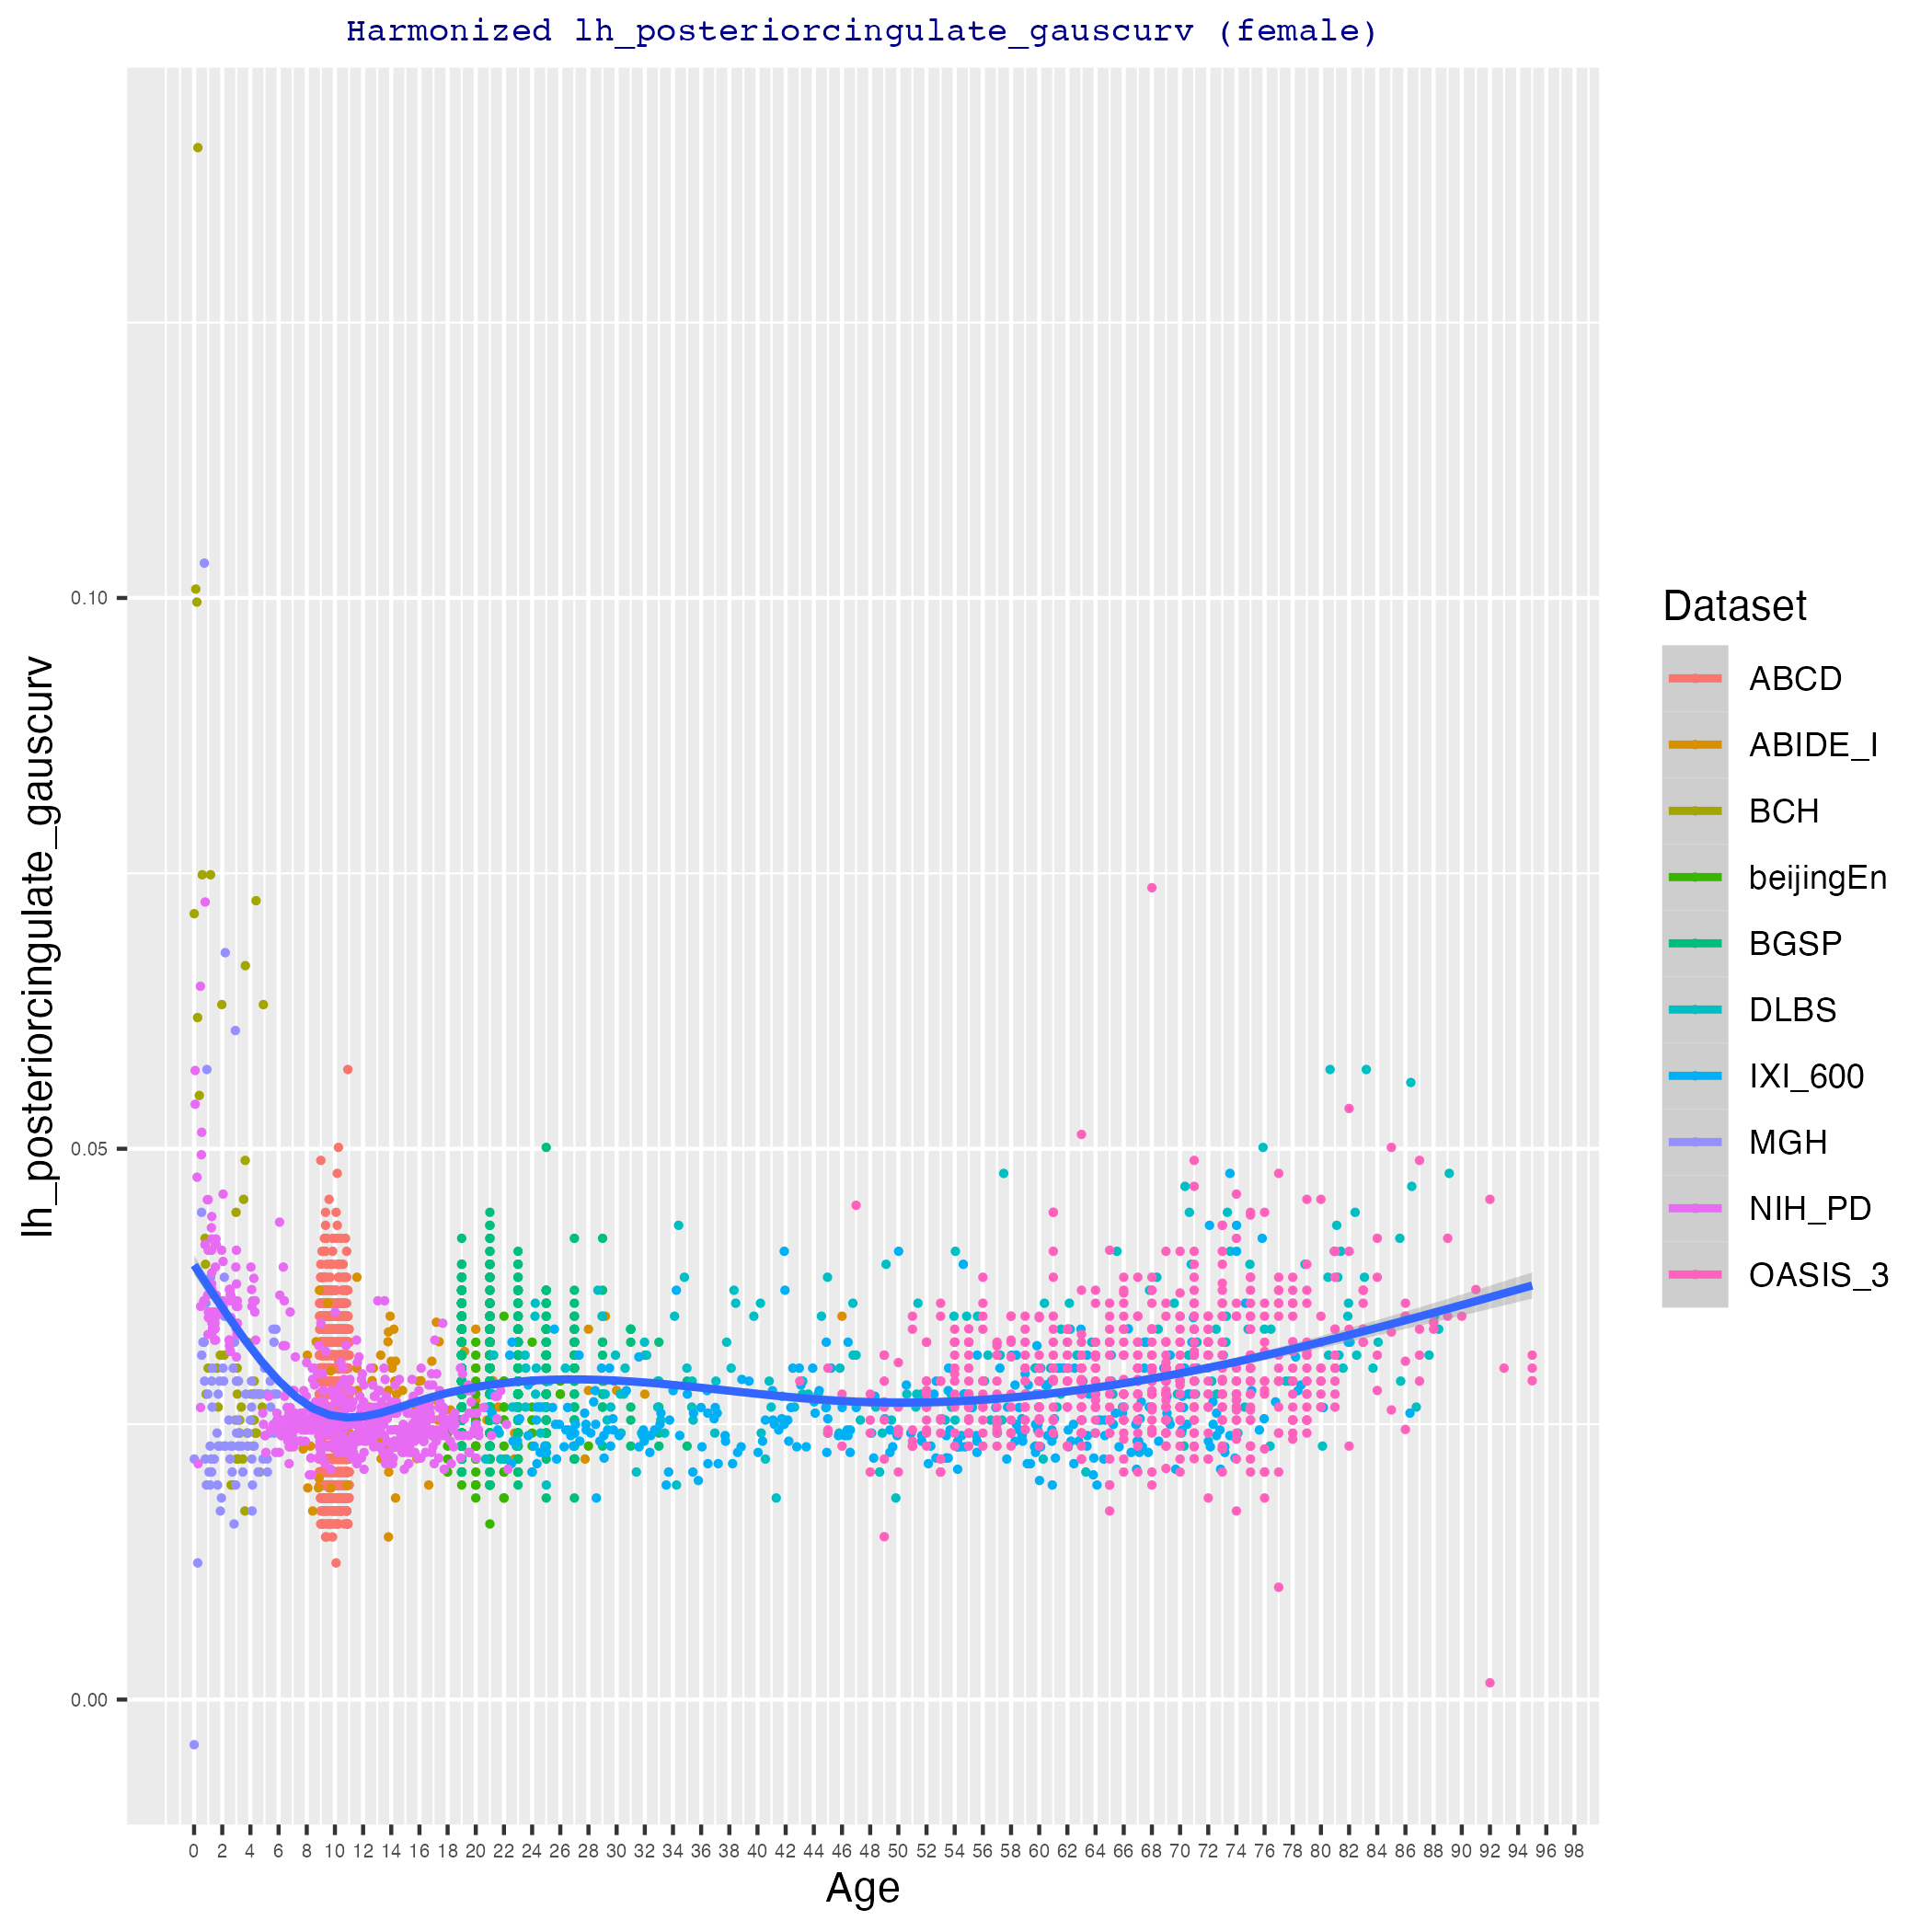 Harmonized lh_posteriorcingulate_gauscurv (female)
lh_posteriorcingulate_gauscurv
0.10
0.05
0.00
0 2 4 6 8 10 12 14 16 18 20 22 24 26 28 30 32 34 36 38 40 42 44 46 48 50 52 54 56 58 60 62 64 66 68 70 72 74 76 78 80 82 84 86 88 90 92 94 96 98
Age
Dataset
ABCD
ABIDE_I
BCH
beijingEn
BGSP
DLBS
IXI_600
MGH
NIH_PD
OASIS_3